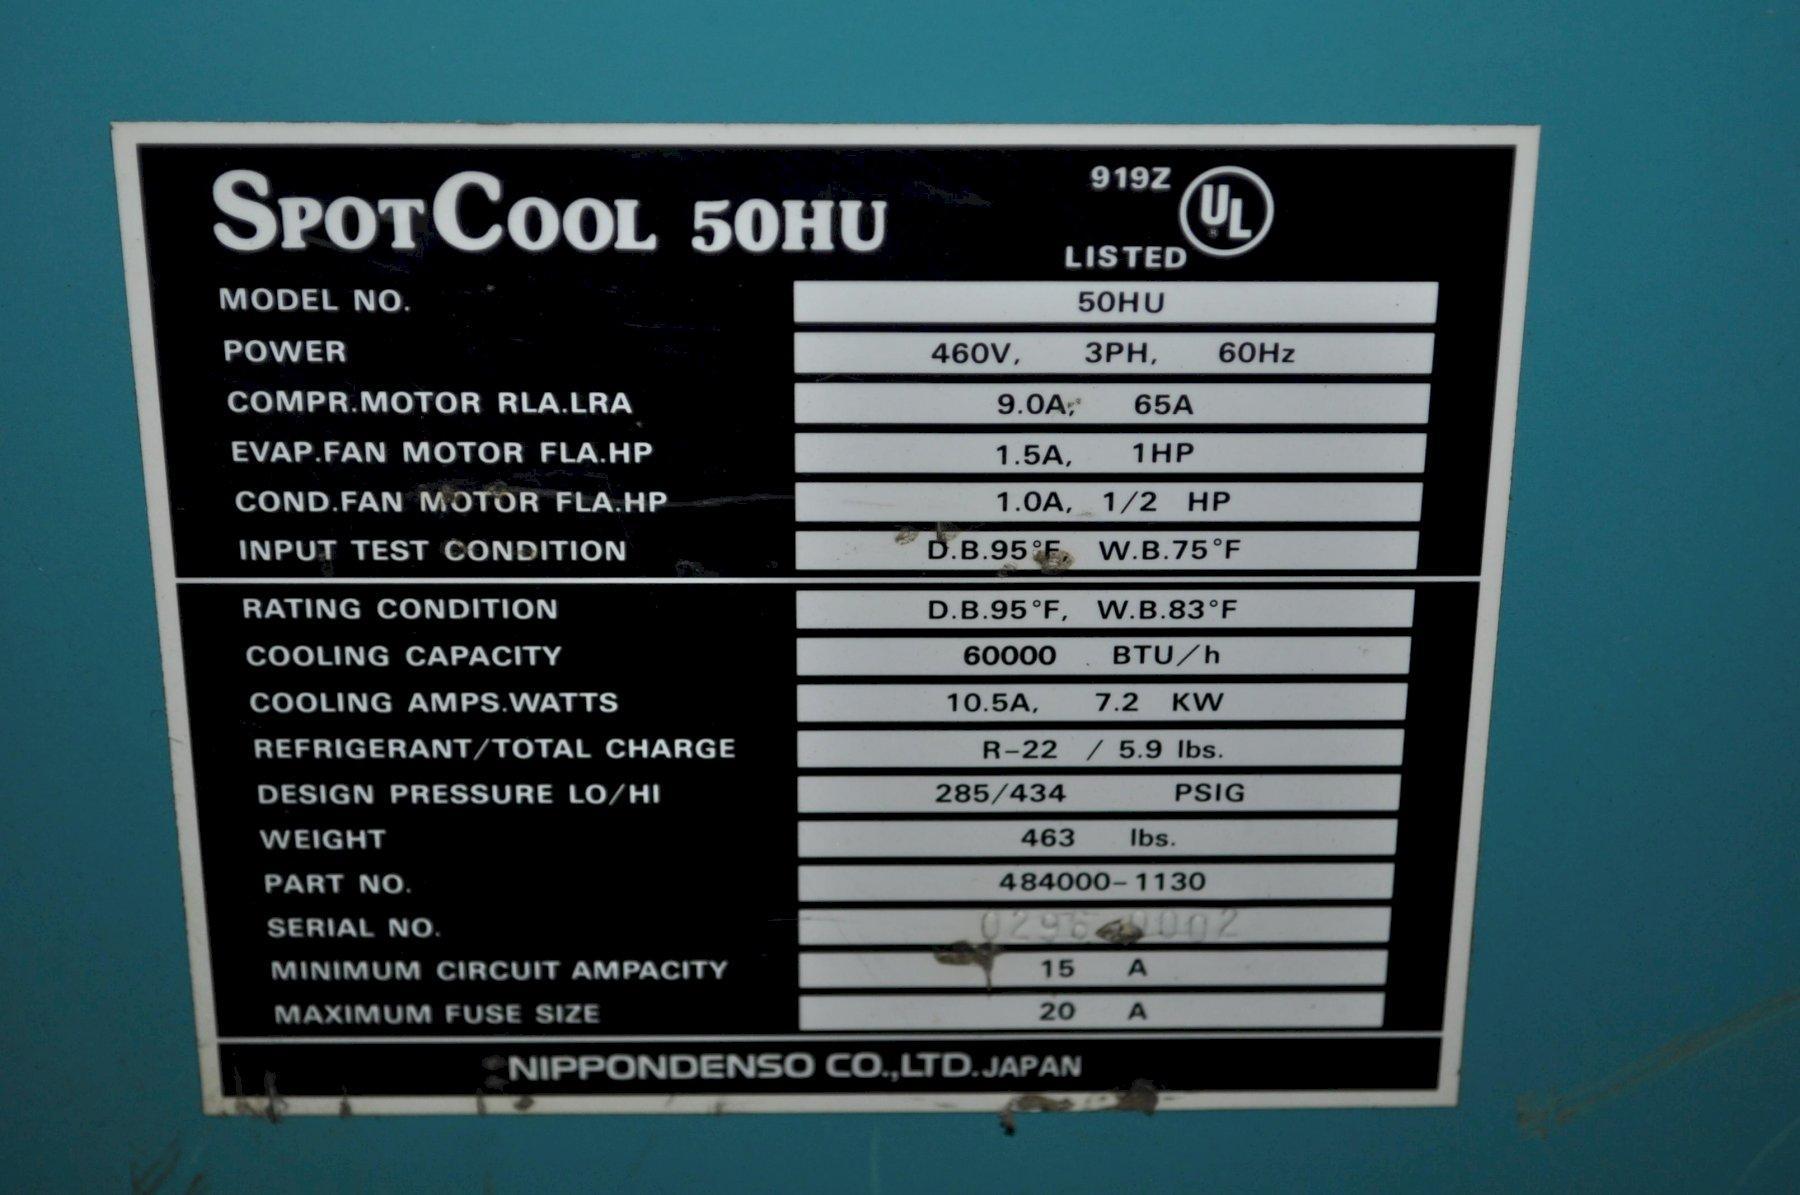 SPOTCOOL 50HU
919Z
UL
LISTED
MODEL NO. 50HU
POWER 460V, 3PH, 60Hz
COMPR.MOTOR RLA.LRA 9.0A, 65A
EVAP.FAN MOTOR FLA.HP 1.5A, 1HP
COND.FAN MOTOR FLA.HP 1.0A, 1/2 HP
INPUT TEST CONDITION D.B.95°F, W.B.75°F
RATING CONDITION D.B.95°F, W.B.83°F
COOLING CAPACITY 60000 BTU/h
COOLING AMPS.WATTS 10.5A, 7.2 KW
REFRIGERANT/TOTAL CHARGE R-22 / 5.9 lbs.
DESIGN PRESSURE LO/HI 285/434 PSIG
WEIGHT 463 lbs.
PART NO. 484000-1130
SERIAL NO.
MINIMUM CIRCUIT AMPACITY 15 A
MAXIMUM FUSE SIZE 20 A
NIPPONDENSO CO.,LTD. JAPAN